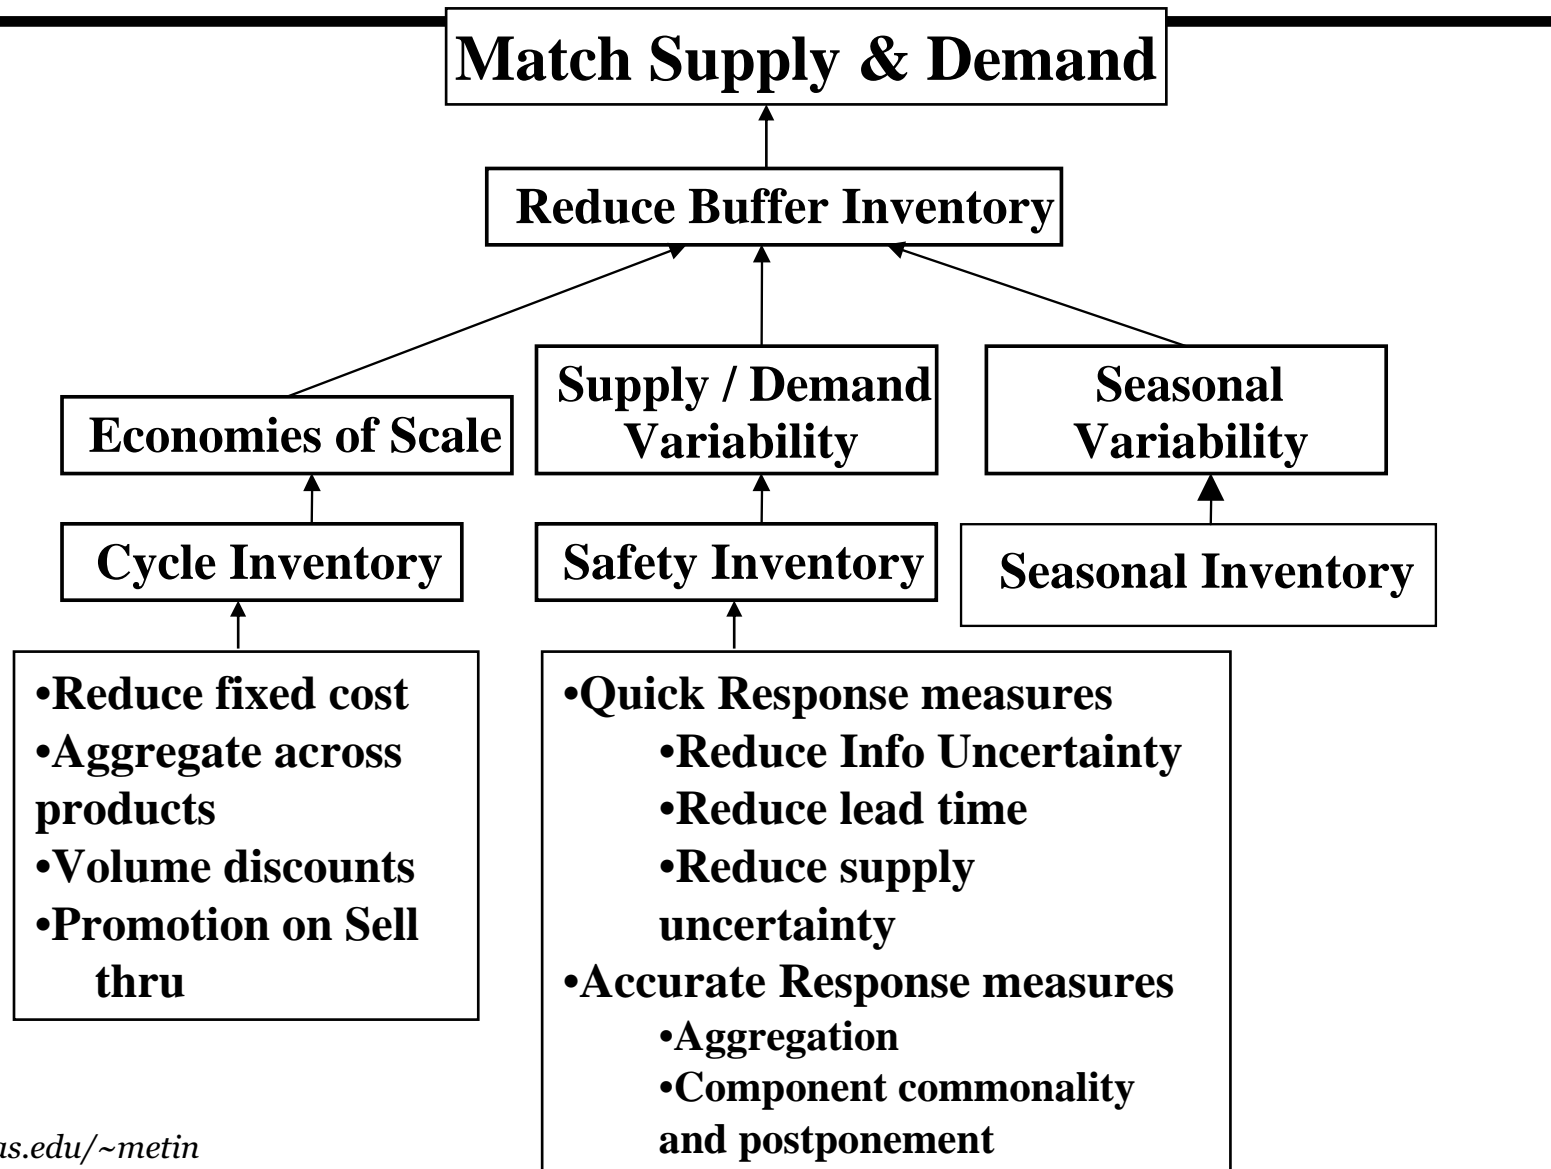 Match Supply & Demand
Reduce Buffer Inventory
Economies of Scale
Supply / Demand
Variability
Seasonal
Variability
Cycle Inventory
Safety Inventory
Seasonal Inventory
•Reduce fixed cost
•Aggregate across
products
•Volume discounts
•Promotion on Sell
thru
•Quick Response measures
•Reduce Info Uncertainty
•Reduce lead time
•Reduce supply
uncertainty
•Accurate Response measures
•Aggregation
•Component commonality
and postponement
as.edu/~metin